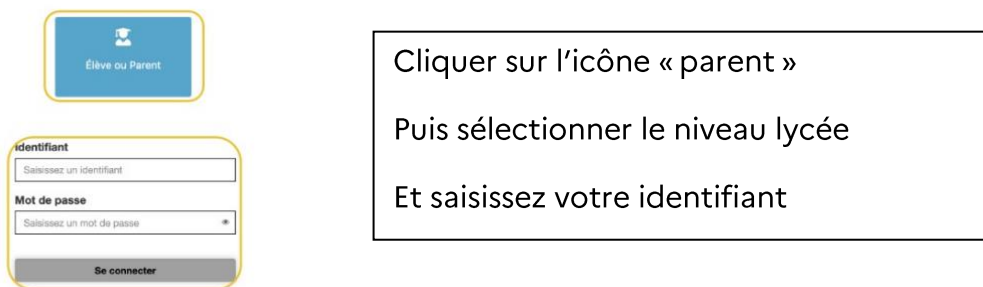 Élève ou Parent
Identifiant
Saisissez un identifiant
Mot de passe
Saisissez un mot de passe
Se connecter
Cliquer sur l’icône « parent »
Puis sélectionner le niveau lycée
Et saisissez votre identifiant